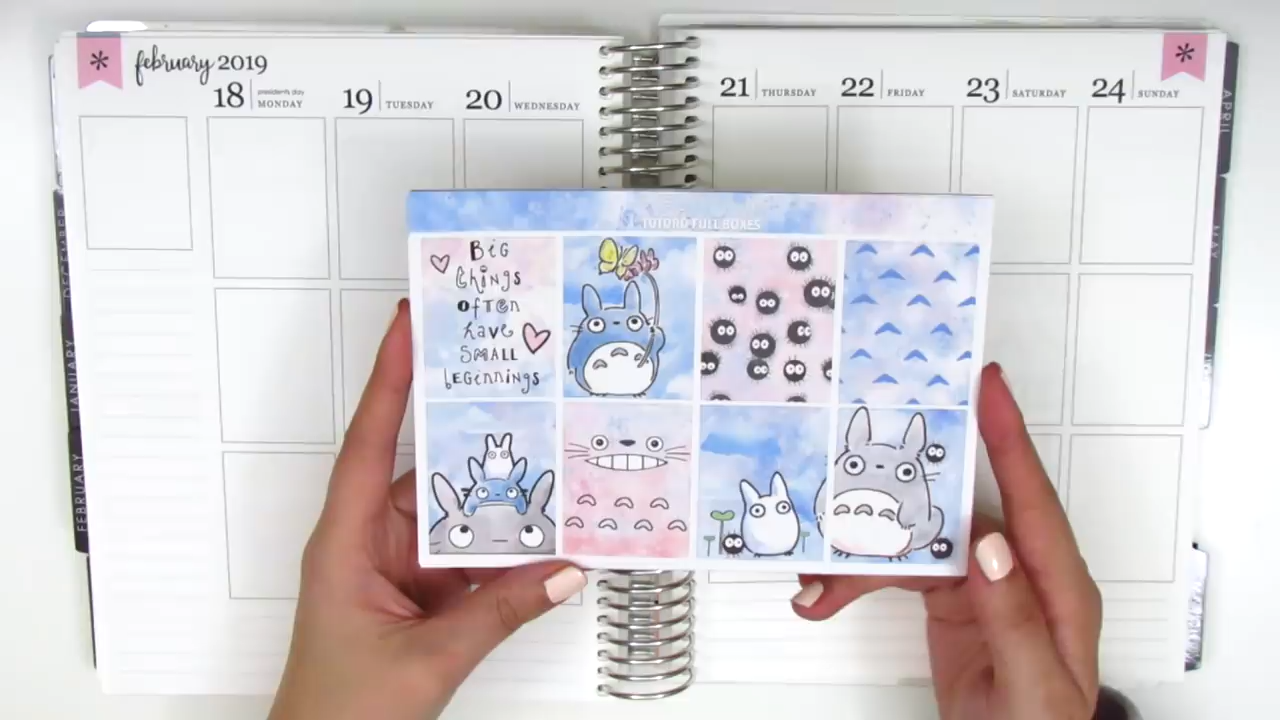 february 2019
18 presidents day MONDAY
19 TUESDAY
20 WEDNESDAY
21 THURSDAY
22 FRIDAY
23 SATURDAY
24 SUNDAY
TOTORO FULL BOXES
BiG
things
ofTEn
have
SMALL
bEGinninGs
DECEMBER
JANUARY
FEBRUARY
APRIL
MAY